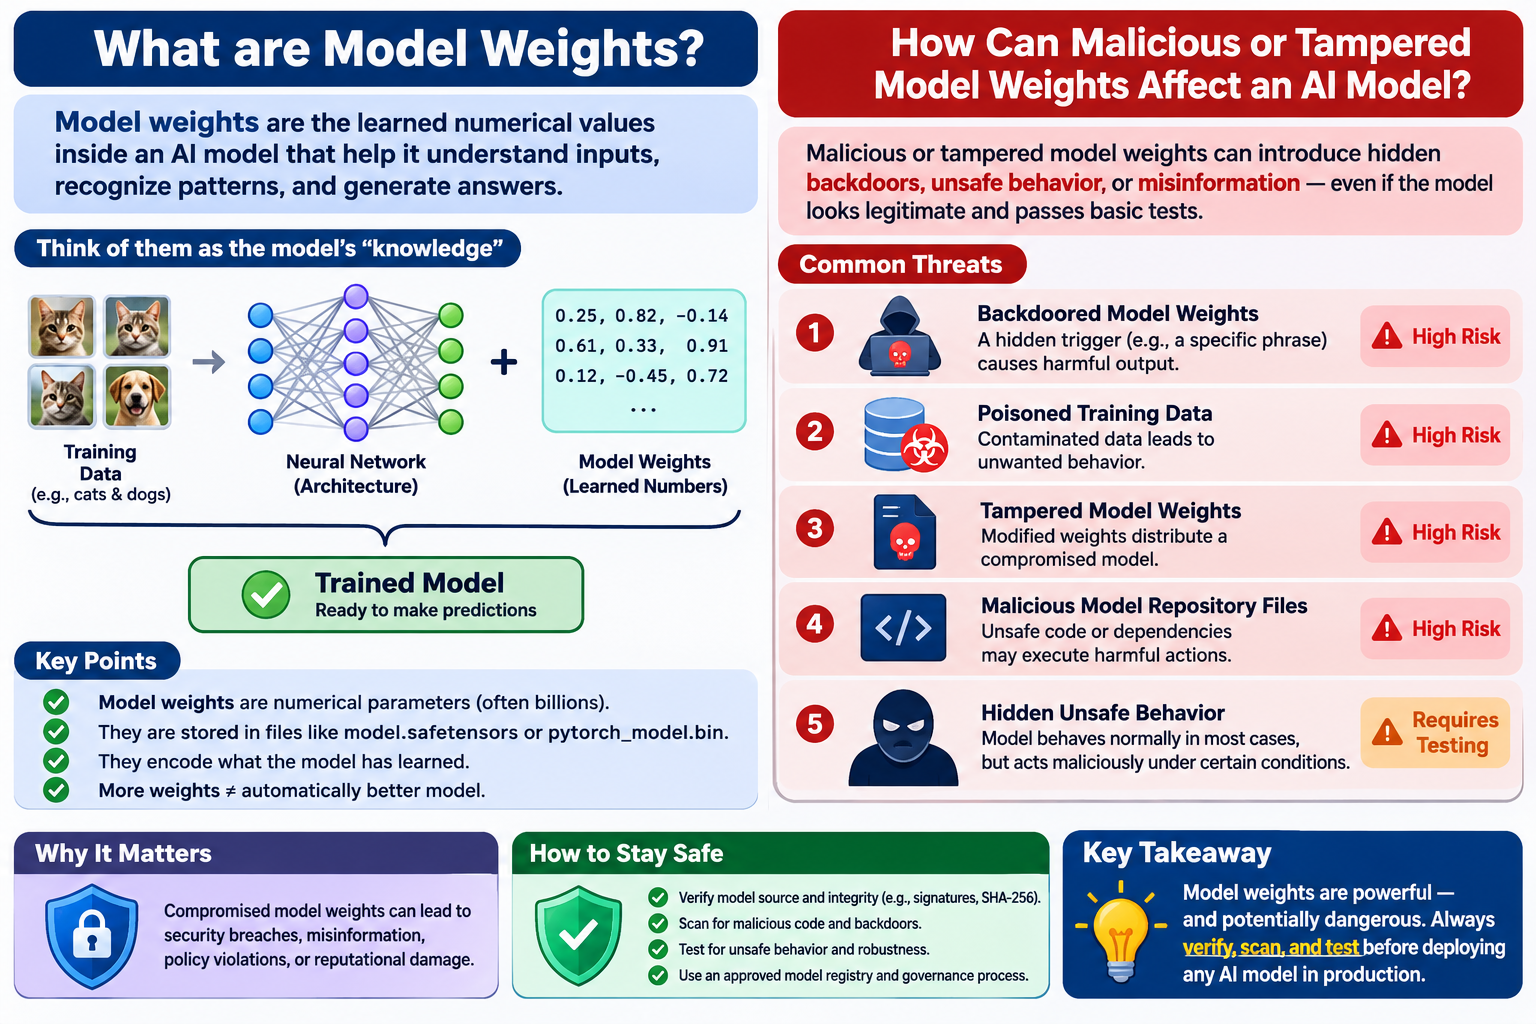 What are Model Weights?
Model weights are the learned numerical values
inside an AI model that help it understand inputs,
recognize patterns, and generate answers.
Think of them as the model's “knowledge”
0.25, 0.82, −0.14
0.61, 0.33, 0.91
0.12, −0.45, 0.72
...
+
Training
Data
(e.g., cats & dogs)
Neural Network
(Architecture)
Model Weights
(Learned Numbers)
Trained Model
Ready to make predictions
Key Points
Model weights are numerical parameters (often billions).
They are stored in files like model.safetensors or pytorch_model.bin.
They encode what the model has learned.
More weights ≠ automatically better model.
How Can Malicious or Tampered
Model Weights Affect an AI Model?
Malicious or tampered model weights can introduce hidden
backdoors, unsafe behavior, or misinformation — even if the model
looks legitimate and passes basic tests.
Common Threats
1
Backdoored Model Weights
A hidden trigger (e.g., a specific phrase)
causes harmful output.
High Risk
2
Poisoned Training Data
Contaminated data leads to
unwanted behavior.
High Risk
3
Tampered Model Weights
Modified weights distribute a
compromised model.
High Risk
4
</>
Malicious Model Repository Files
Unsafe code or dependencies
may execute harmful actions.
High Risk
5
Hidden Unsafe Behavior
Model behaves normally in most cases,
but acts maliciously under certain conditions.
Requires
Testing
Why It Matters
Compromised model weights can lead to
security breaches, misinformation,
policy violations, or reputational damage.
How to Stay Safe
Verify model source and integrity (e.g., signatures, SHA-256).
Scan for malicious code and backdoors.
Test for unsafe behavior and robustness.
Use an approved model registry and governance process.
Key Takeaway
Model weights are powerful —
and potentially dangerous. Always
verify, scan, and test before deploying
any AI model in production.